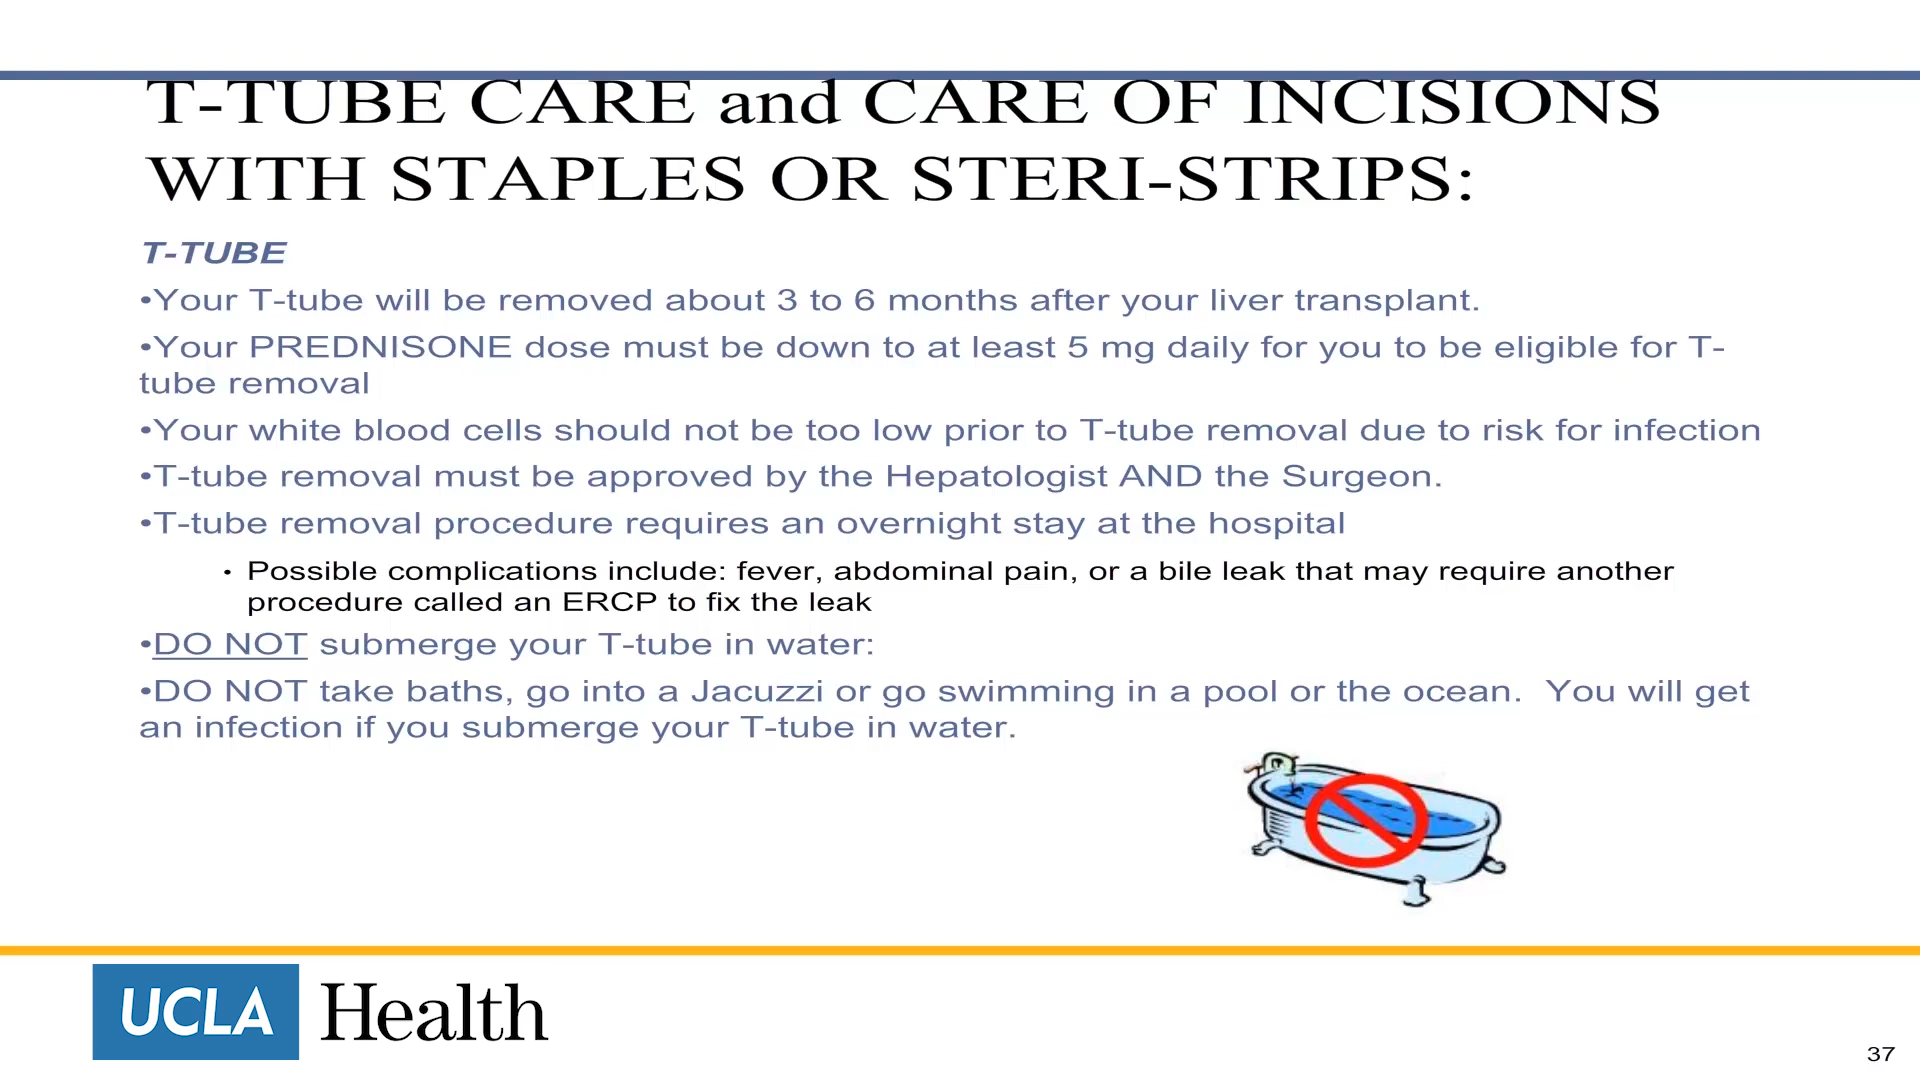 T-TUBE CARE and CARE OF INCISIONS
WITH STAPLES OR STERI-STRIPS:
T-TUBE
•Your T-tube will be removed about 3 to 6 months after your liver transplant.
•Your PREDNISONE dose must be down to at least 5 mg daily for you to be eligible for T-
tube removal
•Your white blood cells should not be too low prior to T-tube removal due to risk for infection
•T-tube removal must be approved by the Hepatologist AND the Surgeon.
•T-tube removal procedure requires an overnight stay at the hospital
• Possible complications include: fever, abdominal pain, or a bile leak that may require another
procedure called an ERCP to fix the leak
•DO NOT submerge your T-tube in water:
•DO NOT take baths, go into a Jacuzzi or go swimming in a pool or the ocean.  You will get
an infection if you submerge your T-tube in water.
UCLA Health
37